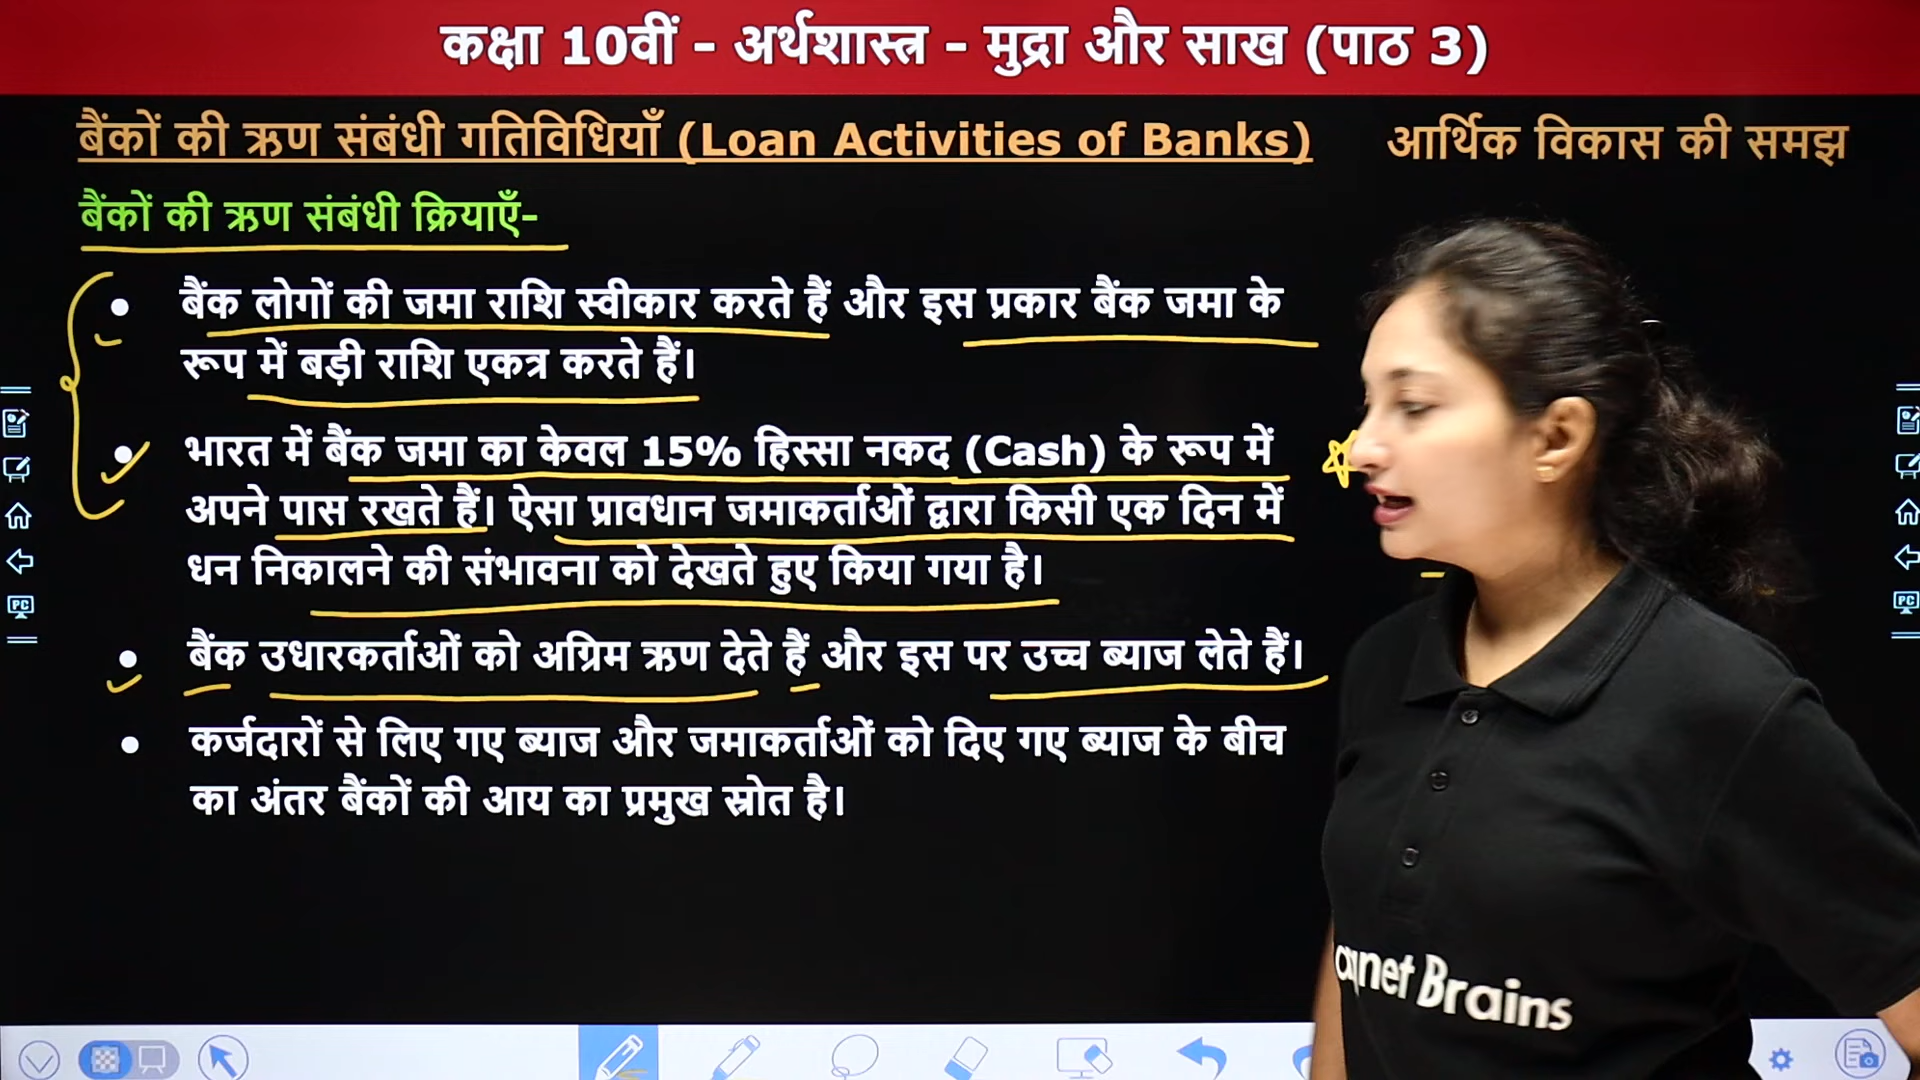 कक्षा 10वीं - अर्थशास्त्र - मुद्रा और साख (पाठ 3)
बैंकों की ऋण संबंधी गतिविधियाँ (Loan Activities of Banks)
आर्थिक विकास की समझ
बैंकों की ऋण संबंधी क्रियाएँ-
• बैंक लोगों की जमा राशि स्वीकार करते हैं और इस प्रकार बैंक जमा के
रूप में बड़ी राशि एकत्र करते हैं।
• भारत में बैंक जमा का केवल 15% हिस्सा नकद (Cash) के रूप में
अपने पास रखते हैं। ऐसा प्रावधान जमाकर्ताओं द्वारा किसी एक दिन में
धन निकालने की संभावना को देखते हुए किया गया है।
• बैंक उधारकर्ताओं को अग्रिम ऋण देते हैं और इस पर उच्च ब्याज लेते हैं।
• कर्जदारों से लिए गए ब्याज और जमाकर्ताओं को दिए गए ब्याज के बीच
का अंतर बैंकों की आय का प्रमुख स्रोत है।
PC
PC
Brains